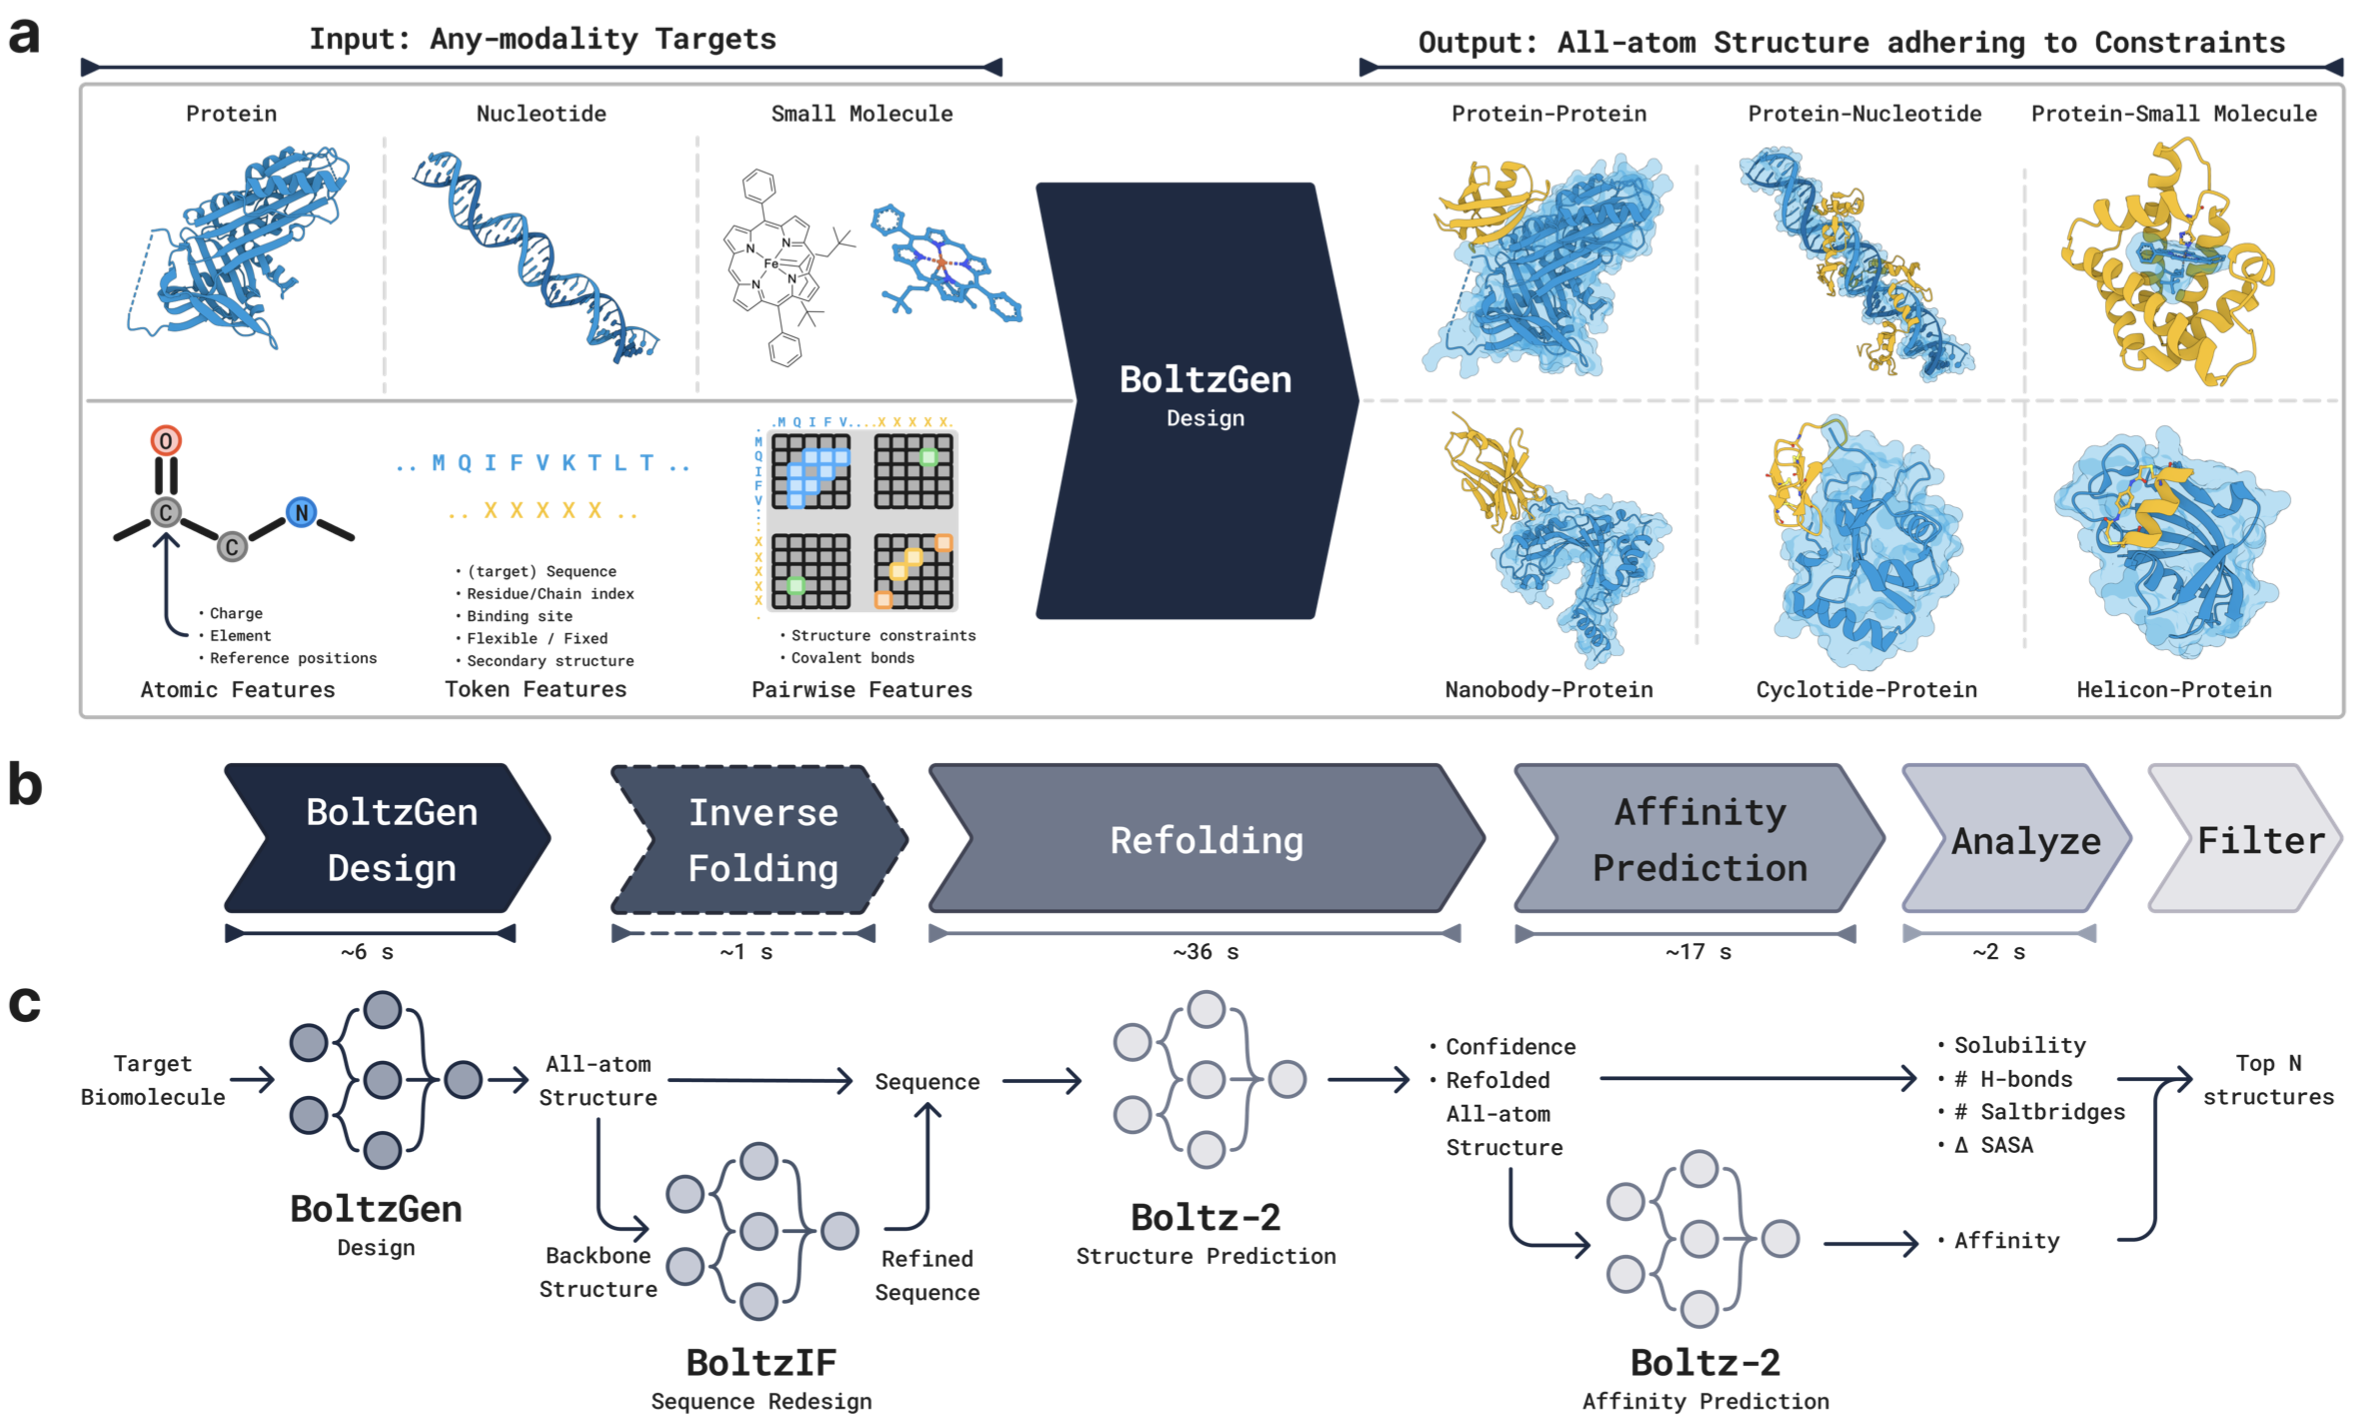 a
Input: Any-modality Targets
Output: All-atom Structure adhering to Constraints
Protein
Nucleotide
Small Molecule
N
N
Fe
N
N
BoltzGen
Design
Protein-Protein
Protein-Nucleotide
Protein-Small Molecule
O
C
C
N
• Charge
• Element
• Reference positions
Atomic Features
.. M Q I F V K T L T ..
.. X X X X X ..
• (target) Sequence
• Residue/Chain index
• Binding site
• Flexible / Fixed
• Secondary structure
Token Features
.M Q I F V....X X X X X.
.
M
Q
I
F
V
.
.
.
X
X
X
X
X
.
• Structure constraints
• Covalent bonds
Pairwise Features
Nanobody-Protein
Cyclotide-Protein
Helicon-Protein
b
BoltzGen
Design
Inverse
Folding
Refolding
Affinity
Prediction
Analyze
Filter
~6 s
~1 s
~36 s
~17 s
~2 s
c
Target
Biomolecule
BoltzGen
Design
All-atom
Structure
Backbone
Structure
BoltzIF
Sequence Redesign
Sequence
Refined
Sequence
Boltz-2
Structure Prediction
• Confidence
• Refolded
All-atom
Structure
Boltz-2
Affinity Prediction
• Solubility
• # H-bonds
• # Saltbridges
• Δ SASA
• Affinity
Top N
structures